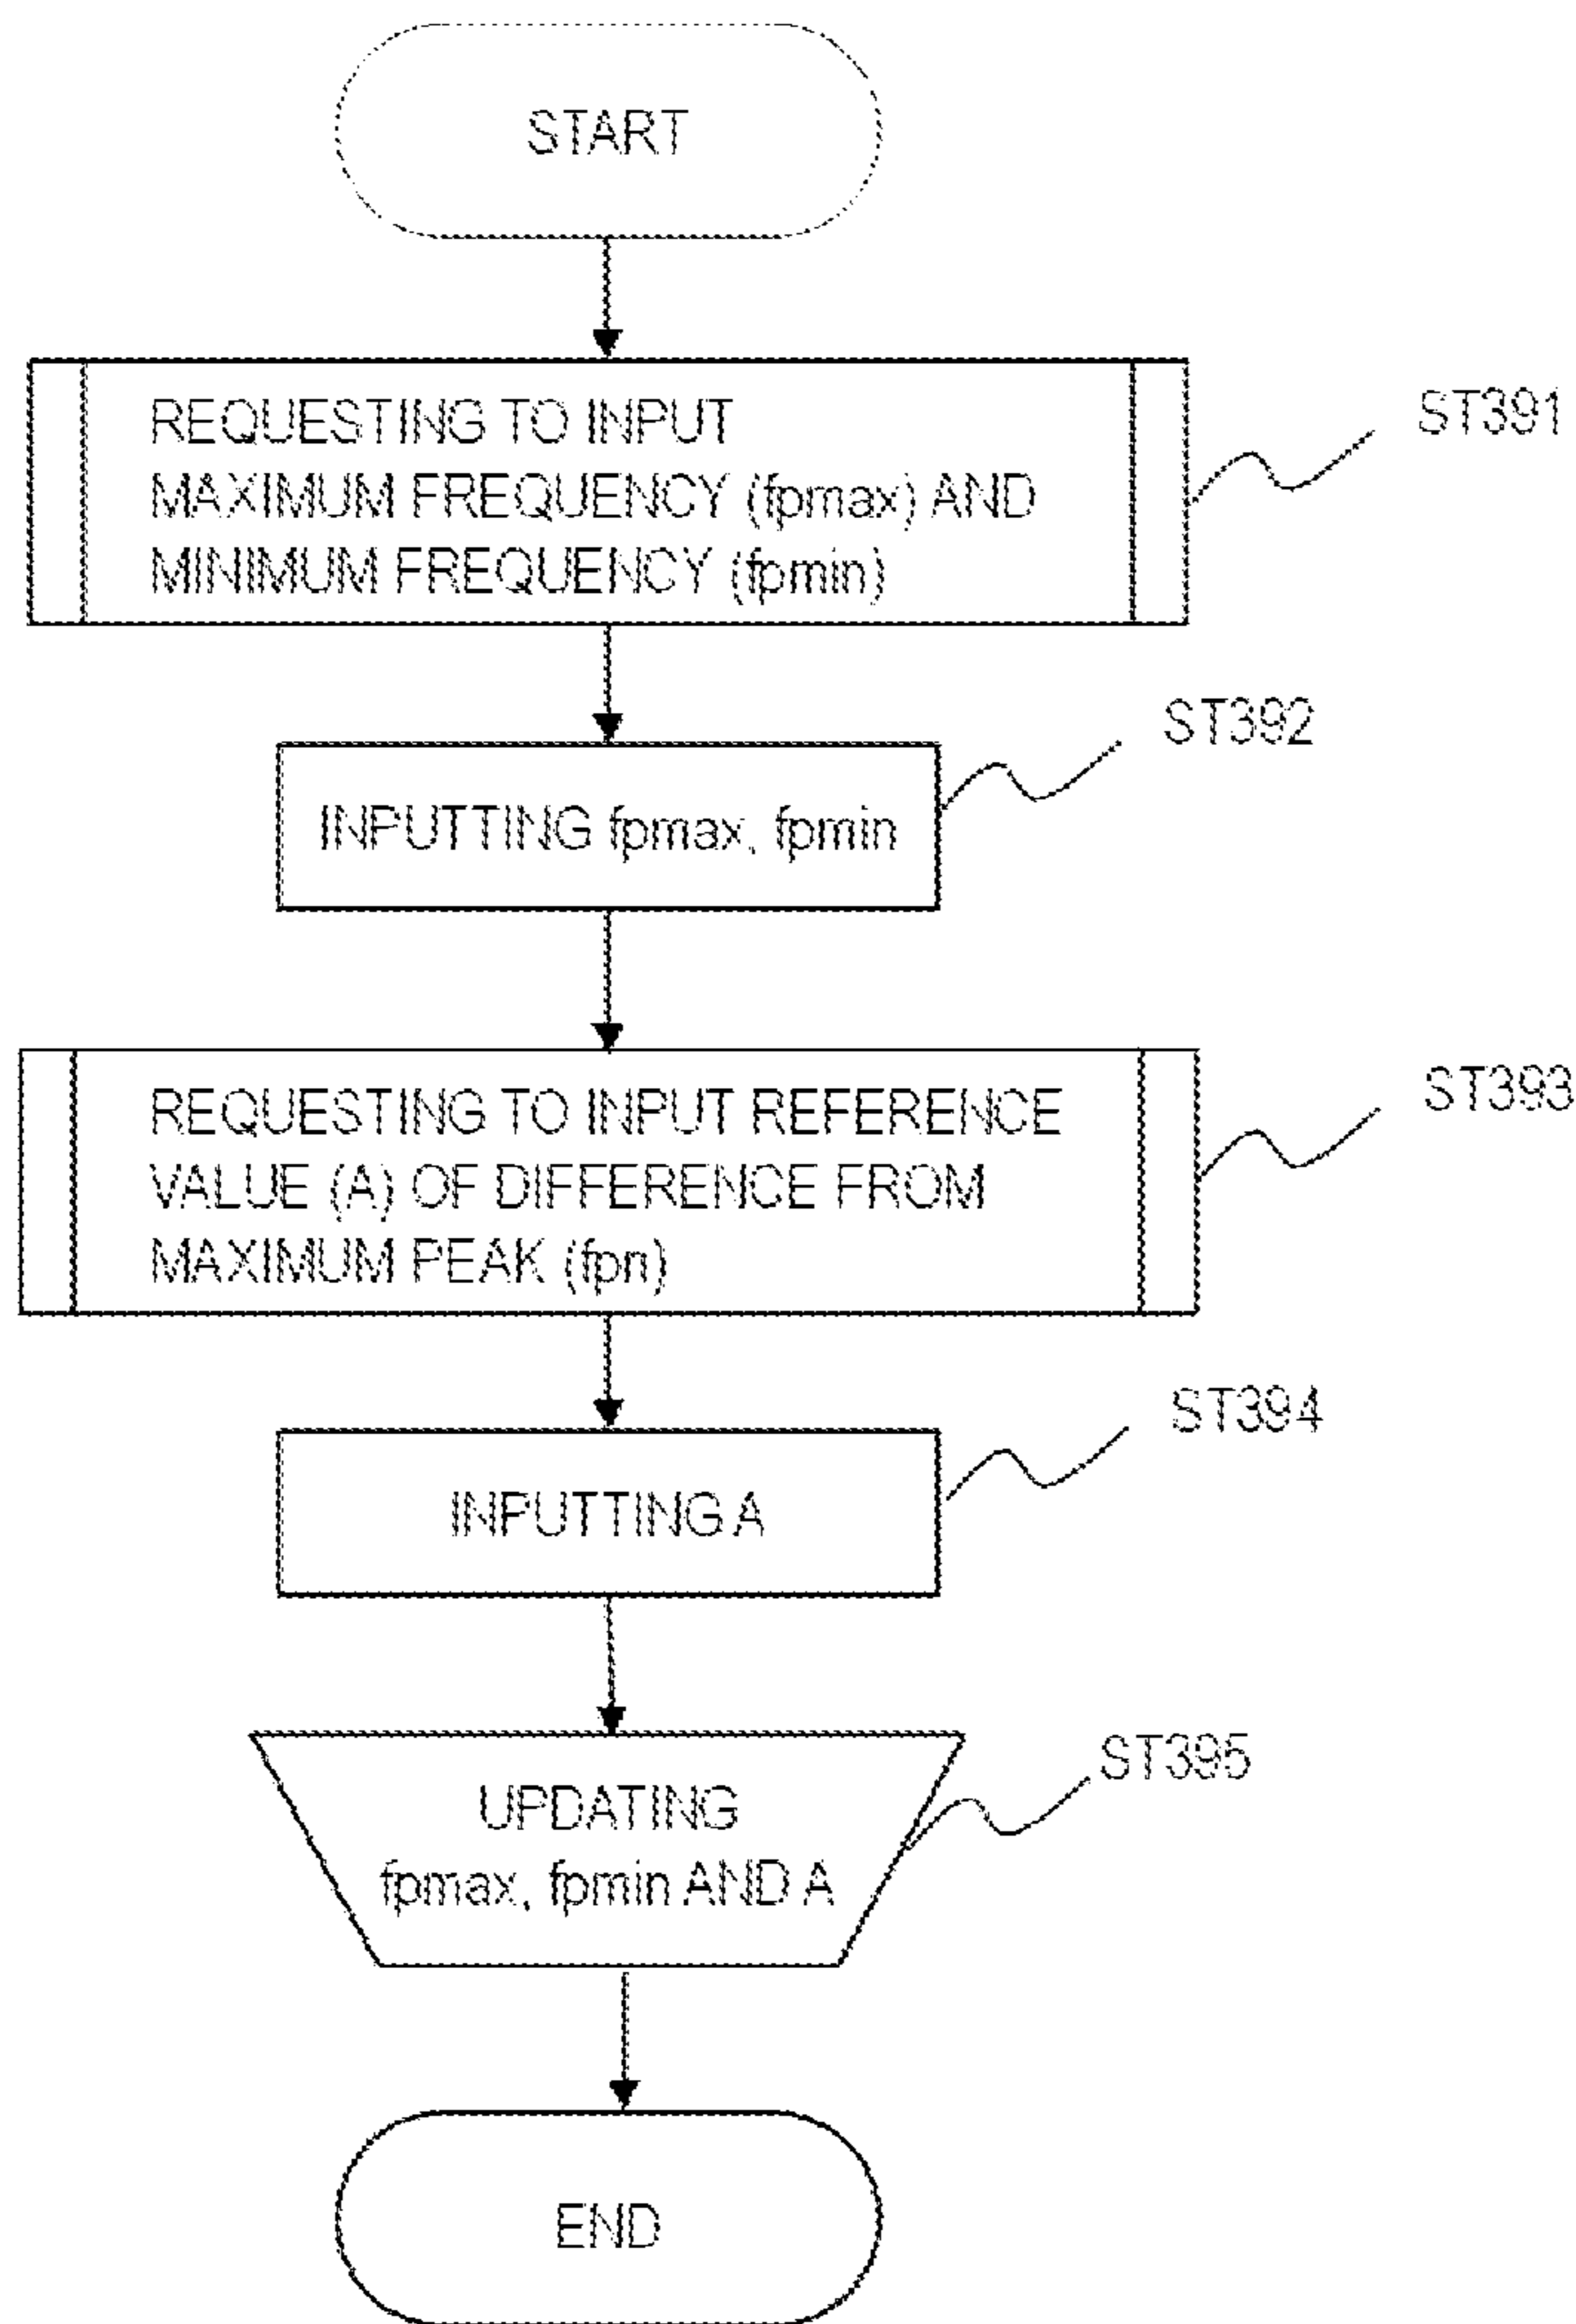 START
REQUESTING TO INPUT
MAXIMUM FREQUENCY (fpmax) AND
MINIMUM FREQUENCY (fpmin)
ST391
INPUTTING fpmax, fpmin
ST392
REQUESTING TO INPUT REFERENCE
VALUE (A) OF DIFFERENCE FROM
MAXIMUM PEAK (fpn)
ST393
INPUTTING A
ST394
UPDATING
fpmax, fpmin AND A
ST395
END